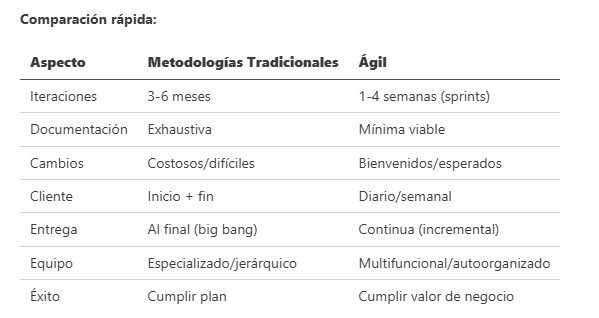 Comparación rápida:
Aspecto Metodologías Tradicionales Ágil
Iteraciones 3-6 meses 1-4 semanas (sprints)
Documentación Exhaustiva Mínima viable
Cambios Costosos/difíciles Bienvenidos/esperados
Cliente Inicio + fin Diario/semanal
Entrega Al final (big bang) Continua (incremental)
Equipo Especializado/jerárquico Multifuncional/autoorganizado
Éxito Cumplir plan Cumplir valor de negocio